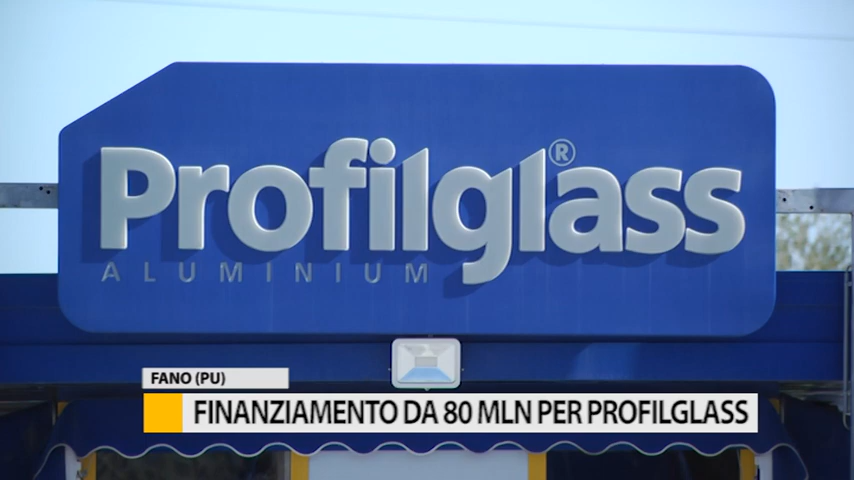 Profilglass®
ALUMINIUM
FANO (PU)
FINANZIAMENTO DA 80 MLN PER PROFILGLASS